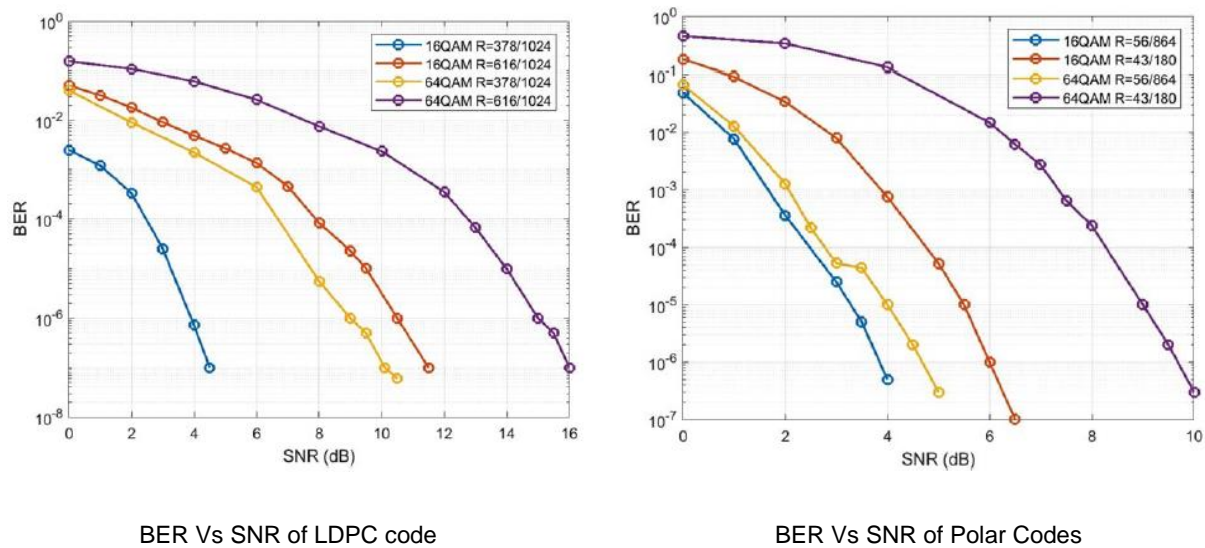 10^0
10^-2
10^-4
10^-6
10^-8
BER
0 2 4 6 8 10 12 14 16
SNR (dB)
16QAM R=378/1024
16QAM R=616/1024
64QAM R=378/1024
64QAM R=616/1024
BER Vs SNR of LDPC code
10^0
10^-1
10^-2
10^-3
10^-4
10^-5
10^-6
10^-7
BER
0 2 4 6 8 10
SNR (dB)
16QAM R=56/864
16QAM R=43/180
64QAM R=56/864
64QAM R=43/180
BER Vs SNR of Polar Codes